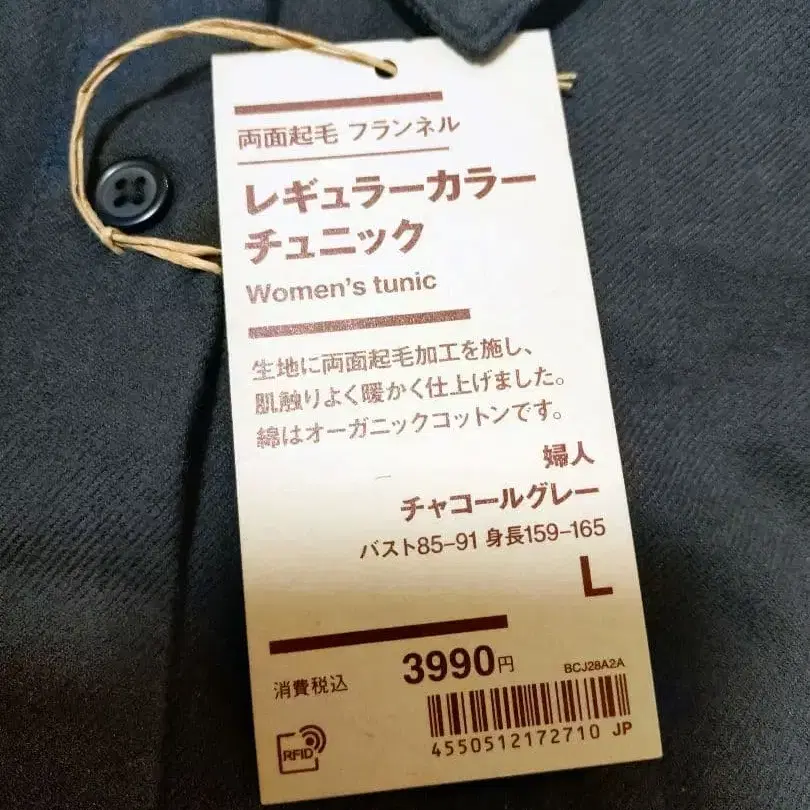 両面起毛 フランネル
レギュラーカラー
チュニック
Women's tunic
生地に両面起毛加工を施し、
肌触りよく暖かく仕上げました。
綿はオーガニックコットンです。
婦人
チャコールグレー
バスト85-91 身長159-165
L
消費税込 3990円
BCJ28A2A
RFID
4550512172710 JP